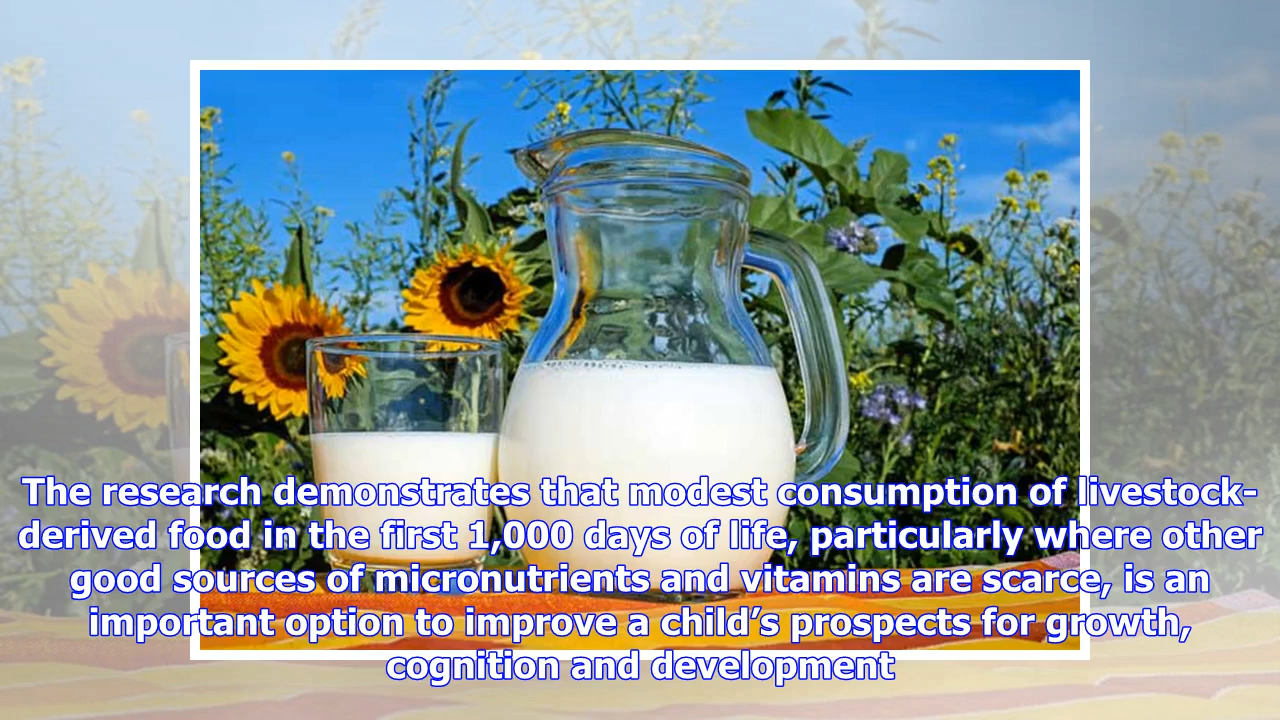 The research demonstrates that modest consumption of livestock-
derived food in the first 1,000 days of life, particularly where other
good sources of micronutrients and vitamins are scarce, is an
important option to improve a child’s prospects for growth,
cognition and development